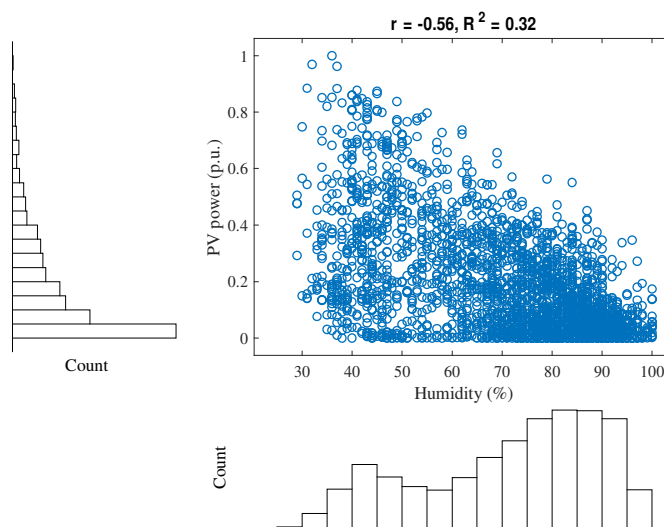 r = -0.56, R² = 0.32
1
0.8
0.6
0.4
0.2
0
PV power (p.u.)
Count
30 40 50 60 70 80 90 100
Humidity (%)
Count